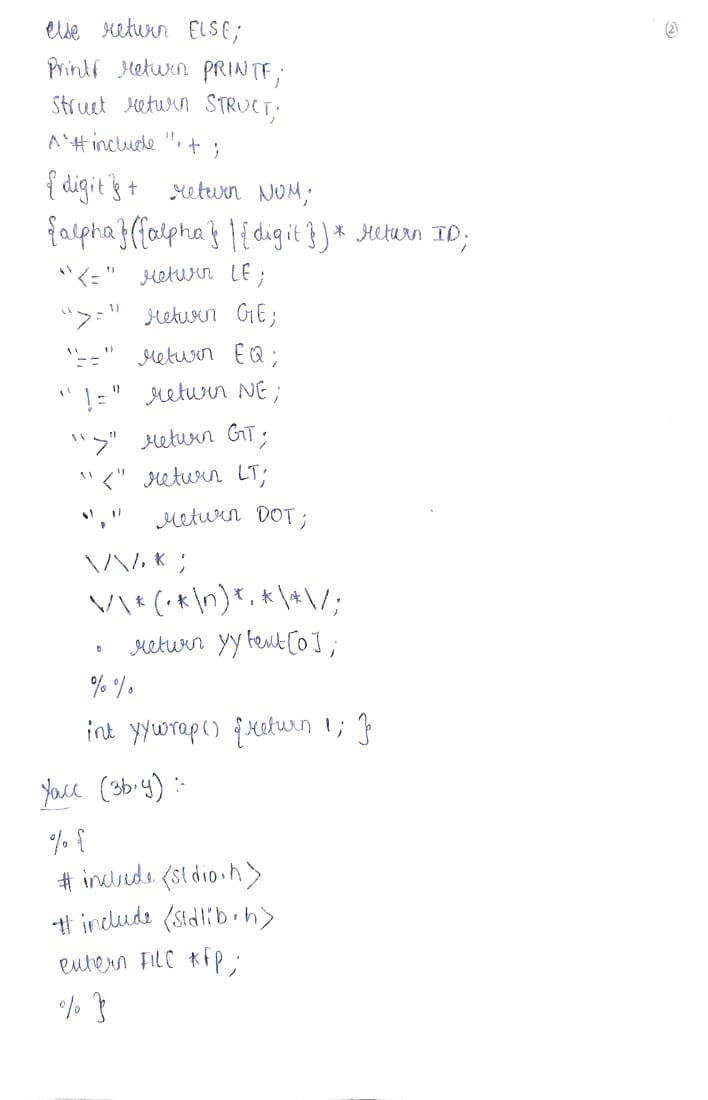 (2)
else return ELSE;
Printf return PRINTF;
Struct return STRUCT;
^"#include ".+ ;
{digit}+ return NUM;
{alpha}({alpha}|{digit})* return ID;
"<=" return LE;
">=" return GE;
"==" return EQ;
"!=" return NE;
">" return GT;
"<" return LT;
"." return DOT;
\/\/.* ;
\/\*(.*\n)*.*\*\/;
. return yytext[0];
%%
int yywrap() {return 1; }
Yacc (3b.y) :-
%{
# include <stdio.h>
# include <stdlib.h>
extern FILE *fp;
%}